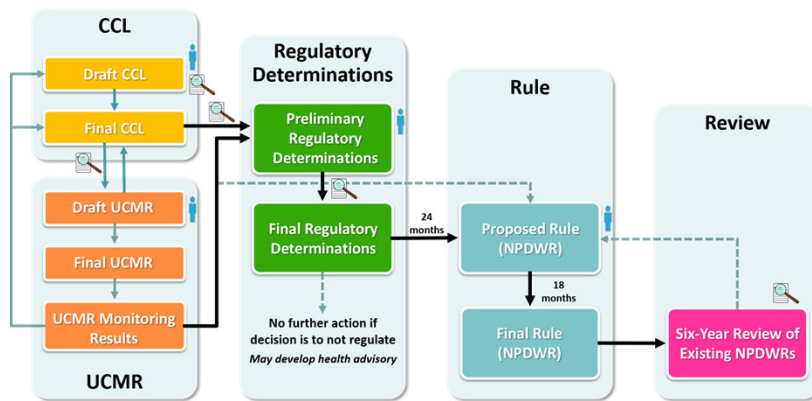 CCL
Draft CCL
Final CCL
Draft UCMR
Final UCMR
UCMR Monitoring
Results
UCMR
Regulatory
Determinations
Preliminary
Regulatory
Determinations
Final Regulatory
Determinations
No further action if
decision is to not regulate
May develop health advisory
24
months
Rule
Proposed Rule
(NPDWR)
18
months
Final Rule
(NPDWR)
Review
Six-Year Review of
Existing NPDWRs